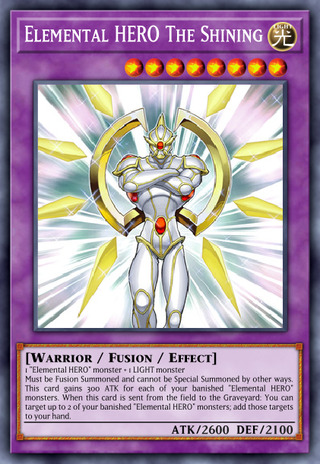 Elemental HERO The Shining
LIGHT
光
[Warrior / Fusion / Effect]
1 "Elemental HERO" monster + 1 LIGHT monster
Must be Fusion Summoned and cannot be Special Summoned by other ways.
This card gains 300 ATK for each of your banished "Elemental HERO"
monsters. When this card is sent from the field to the Graveyard: You can
target up to 2 of your banished "Elemental HERO" monsters; add those targets
to your hand.
ATK/2600 DEF/2100